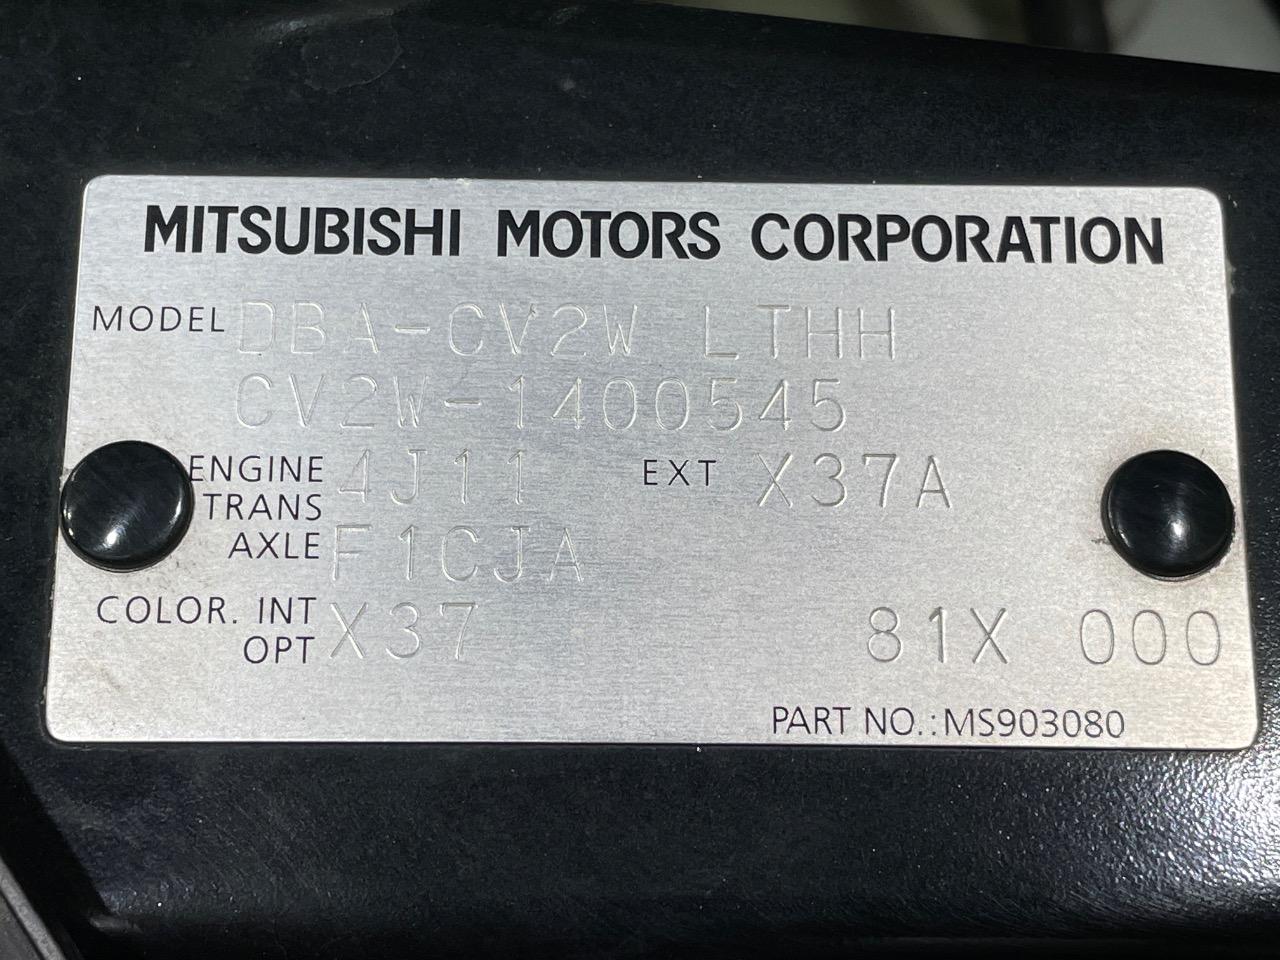 MITSUBISHI MOTORS CORPORATION
MODEL DBA-CV2W LTHH
CV2W-1400545
ENGINE 4J11 EXT X37A
TRANS
AXLE F1CJA
COLOR. INT X37 81X 000
OPT
PART NO.: MS903080